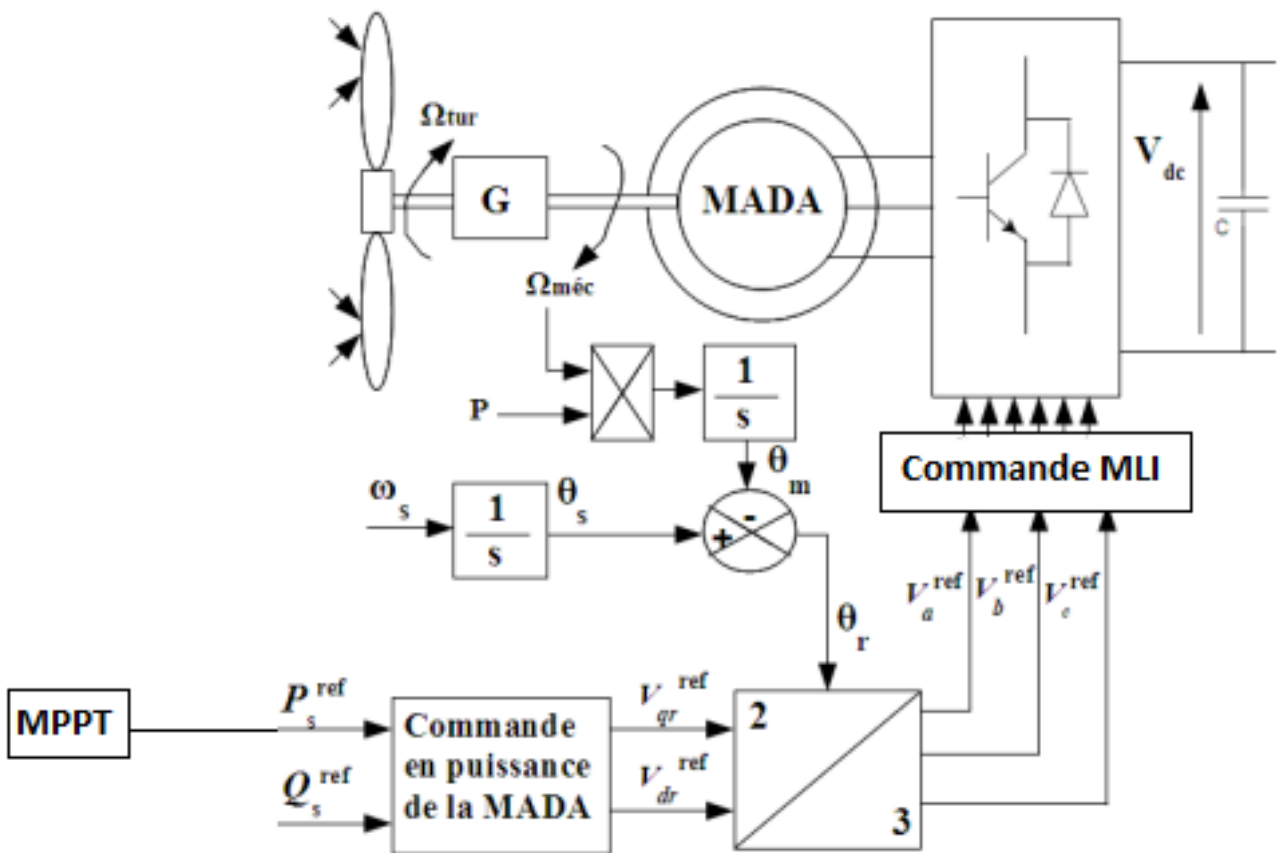 Ωtur
G
MADA
V dc
C
Ωméc
P
1
s
θ m
Commande MLI
ω s
1
s
θ s
-
+
V a ref
V b ref
V c ref
θ r
MPPT
P s ref
Q s ref
Commande
en puissance
de la MADA
V qr ref
V dr ref
2
3